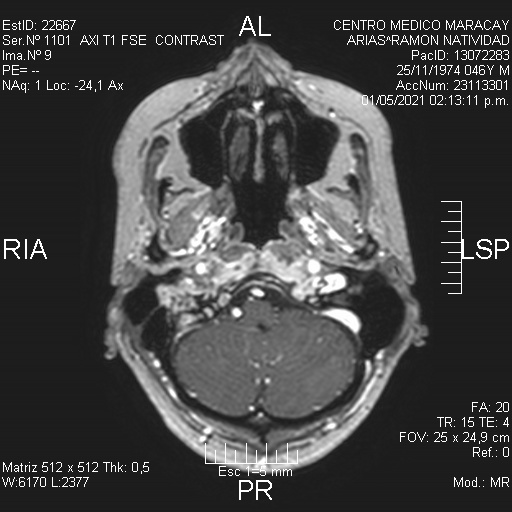 EstID: 22667
Ser.Nº 1101 AXI T1 FSE CONTRAST
Ima.Nº 9
PE= --
NAq: 1 Loc: -24,1 Ax
AL
CENTRO MEDICO MARACAY
ARIAS^RAMON NATIVIDAD
PacID: 13072283
25/11/1974 046Y M
AccNum: 23113301
01/05/2021 02:13:11 p.m.
RIA
LSP
FA: 20
TR: 15 TE: 4
FOV: 25 x 24,9 cm
Ref.: 0
Matriz 512 x 512 Thk: 0,5
W:6170 L:2377
Esc 1=5 mm
PR
Mod.: MR